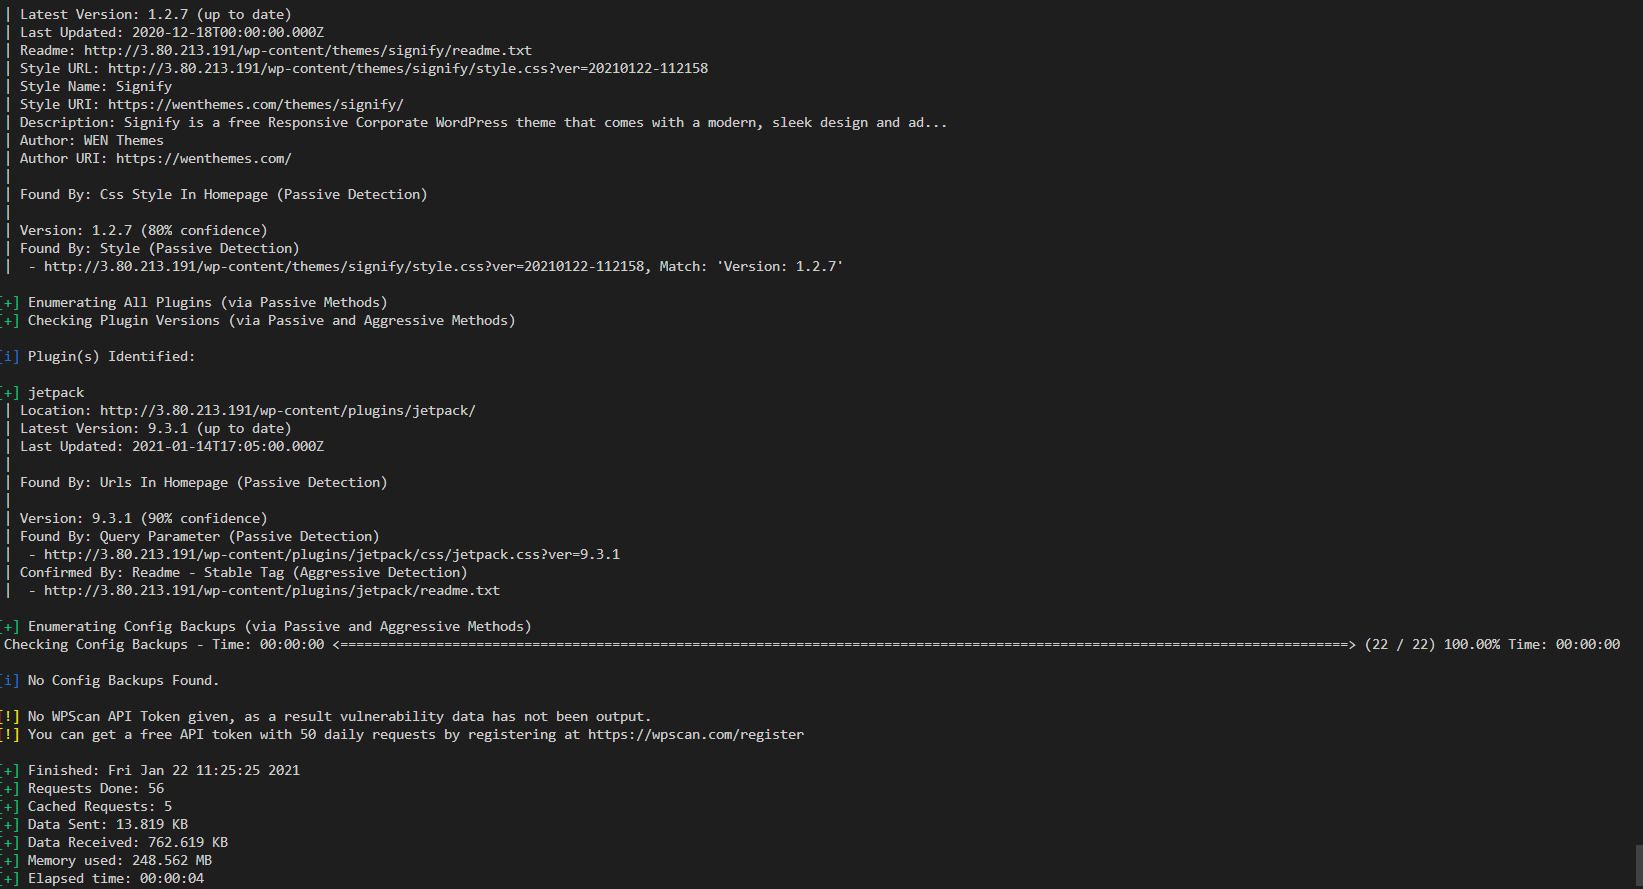 | Latest Version: 1.2.7 (up to date)
| Last Updated: 2020-12-18T00:00:00.000Z
| Readme: http://3.80.213.191/wp-content/themes/signify/readme.txt
| Style URL: http://3.80.213.191/wp-content/themes/signify/style.css?ver=20210122-112158
| Style Name: Signify
| Style URI: https://wenthemes.com/themes/signify/
| Description: Signify is a free Responsive Corporate WordPress theme that comes with a modern, sleek design and ad...
| Author: WEN Themes
| Author URI: https://wenthemes.com/
|
| Found By: Css Style In Homepage (Passive Detection)
|
| Version: 1.2.7 (80% confidence)
| Found By: Style (Passive Detection)
|  - http://3.80.213.191/wp-content/themes/signify/style.css?ver=20210122-112158, Match: 'Version: 1.2.7'
[+] Enumerating All Plugins (via Passive Methods)
[+] Checking Plugin Versions (via Passive and Aggressive Methods)
[i] Plugin(s) Identified:
[+] jetpack
| Location: http://3.80.213.191/wp-content/plugins/jetpack/
| Latest Version: 9.3.1 (up to date)
| Last Updated: 2021-01-14T17:05:00.000Z
|
| Found By: Urls In Homepage (Passive Detection)
|
| Version: 9.3.1 (90% confidence)
| Found By: Query Parameter (Passive Detection)
|  - http://3.80.213.191/wp-content/plugins/jetpack/css/jetpack.css?ver=9.3.1
| Confirmed By: Readme - Stable Tag (Aggressive Detection)
|  - http://3.80.213.191/wp-content/plugins/jetpack/readme.txt
[+] Enumerating Config Backups (via Passive and Aggressive Methods)
Checking Config Backups - Time: 00:00:00 <==============================================================================================================================> (22 / 22) 100.00% Time: 00:00:00
[i] No Config Backups Found.
[!] No WPScan API Token given, as a result vulnerability data has not been output.
[!] You can get a free API token with 50 daily requests by registering at https://wpscan.com/register
[+] Finished: Fri Jan 22 11:25:25 2021
[+] Requests Done: 56
[+] Cached Requests: 5
[+] Data Sent: 13.819 KB
[+] Data Received: 762.619 KB
[+] Memory used: 248.562 MB
[+] Elapsed time: 00:00:04